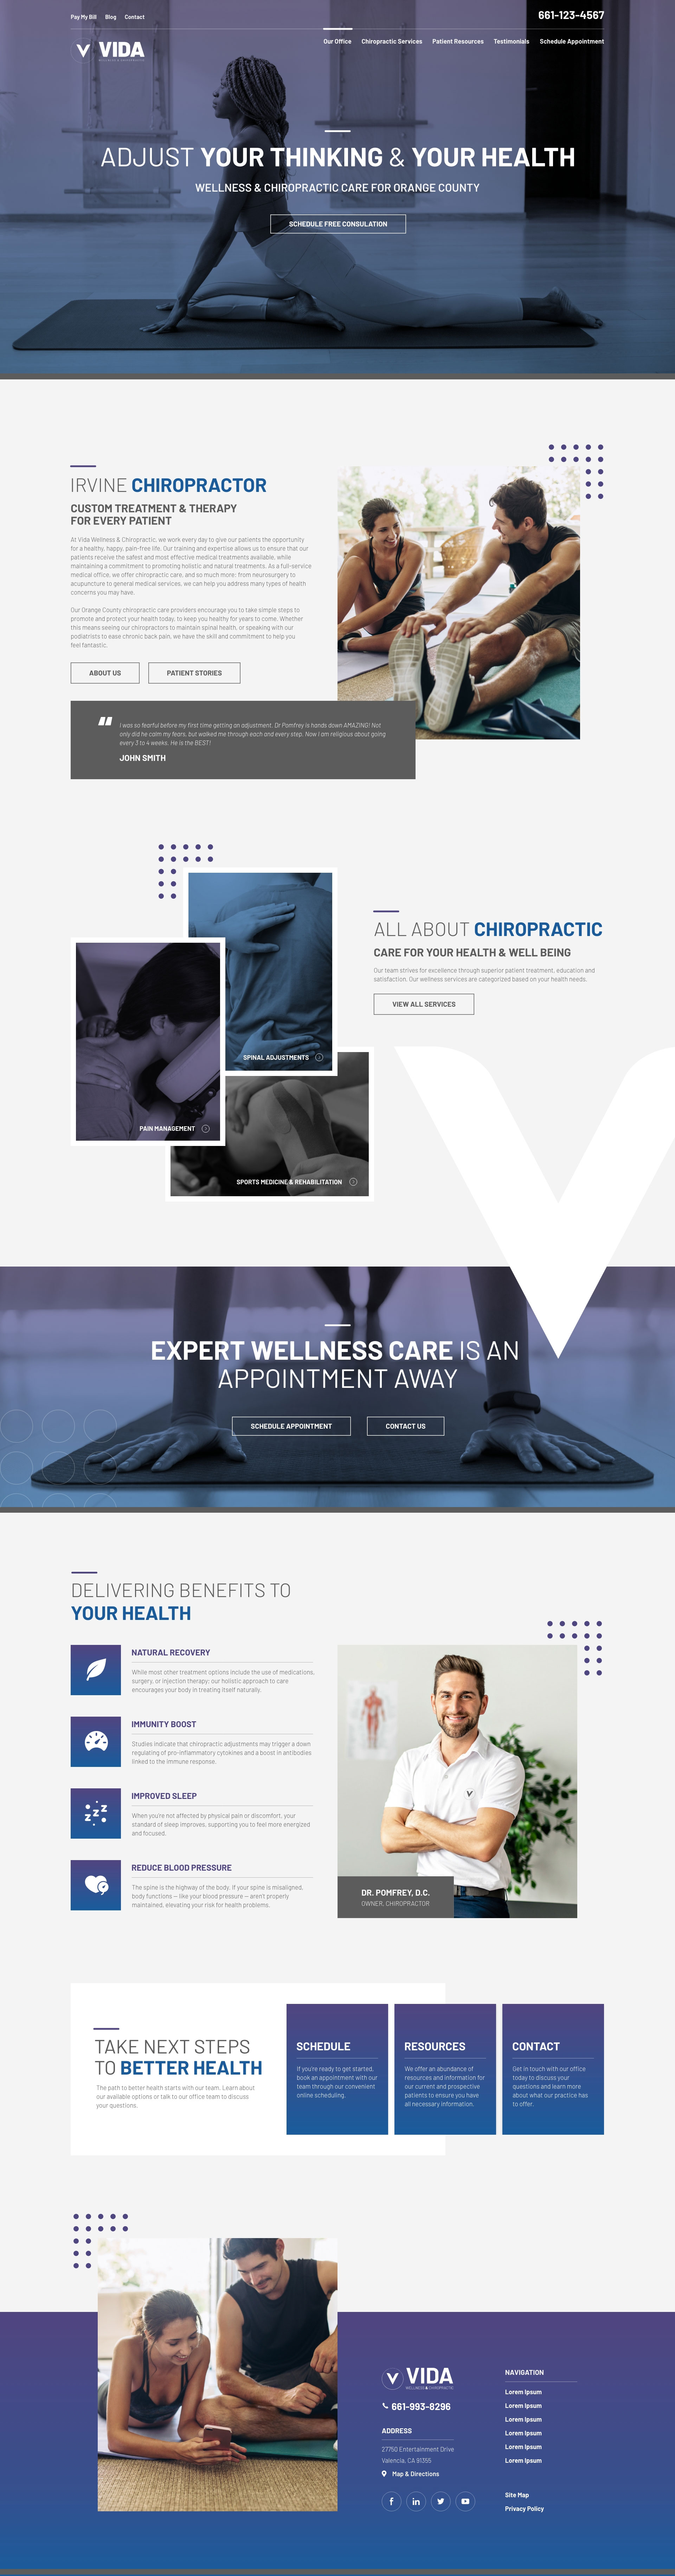 Pay My Bill Blog Contact
661-123-4567
VIDA
Our Office Chiropractic Services Patient Resources Testimonials Schedule Appointment
ADJUST YOUR THINKING & YOUR HEALTH
WELLNESS & CHIROPRACTIC CARE FOR ORANGE COUNTY
SCHEDULE FREE CONSULATION
IRVINE CHIROPRACTOR
CUSTOM TREATMENT & THERAPY
FOR EVERY PATIENT
At Vida Wellness & Chiropractic, we work every day to give our patients the opportunity
for a healthy, happy, pain-free life. Our training and expertise allows us to ensure that our
patients receive the safest and most effective medical treatments available, while
maintaining a commitment to promoting holistic and natural treatments. As a full-service
medical office, we offer chiropractic care, and so much more: from neurosurgery to
acupuncture to general medical services, we can help you address many types of health
concerns you may have.
Our Orange County chiropractic care providers encourage you to take simple steps to
promote and protect your health today, to keep you healthy for years to come. Whether
this means seeing our chiropractors to maintain spinal health, or speaking with our
podiatrists to ease chronic back pain, we have the skill and commitment to help you
feel fantastic.
ABOUT US
PATIENT STORIES
I was so fearful before my first time getting an adjustment. Dr Pomfrey is hands down AMAZING! Not
only did he calm my fears, but walked me through each and every step. Now I am religious about going
every 3 to 4 weeks. He is the BEST!
JOHN SMITH
SPINAL ADJUSTMENTS
PAIN MANAGEMENT
SPORTS MEDICINE & REHABILITATION
ALL ABOUT CHIROPRACTIC
CARE FOR YOUR HEALTH & WELL BEING
Our team strives for excellence through superior patient treatment, education and
satisfaction. Our wellness services are categorized based on your health needs.
VIEW ALL SERVICES
EXPERT WELLNESS CARE IS AN
APPOINTMENT AWAY
SCHEDULE APPOINTMENT
CONTACT US
DELIVERING BENEFITS TO
YOUR HEALTH
NATURAL RECOVERY
While most other treatment options include the use of medications,
surgery, or injection therapy; our holistic approach to care
encourages your body in treating itself naturally.
IMMUNITY BOOST
Studies indicate that chiropractic adjustments may trigger a down
regulating of pro-inflammatory cytokines and a boost in antibodies
linked to the immune response.
IMPROVED SLEEP
When you're not affected by physical pain or discomfort, your
standard of sleep improves, supporting you to feel more energized
and focused.
REDUCE BLOOD PRESSURE
The spine is the highway of the body. If your spine is misaligned,
body functions – like your blood pressure – aren't properly
maintained, elevating your risk for health problems.
DR. POMFREY, D.C.
OWNER, CHIROPRACTOR
TAKE NEXT STEPS
TO BETTER HEALTH
The path to better health starts with our team. Learn about
our available options or talk to our office team to discuss
your questions.
SCHEDULE
If you're ready to get started,
book an appointment with our
team through our convenient
online scheduling.
RESOURCES
We offer an abundance of
resources and information for
our current and prospective
patients to ensure you have
all necessary information.
CONTACT
Get in touch with our office
today to discuss your
questions and learn more
about what our practice has
to offer.
VIDA
WELLNESS & CHIROPRACTIC
661-993-8296
ADDRESS
27750 Entertainment Drive
Valencia, CA 91355
Map & Directions
NAVIGATION
Lorem Ipsum
Lorem Ipsum
Lorem Ipsum
Lorem Ipsum
Lorem Ipsum
Lorem Ipsum
Site Map
Privacy Policy